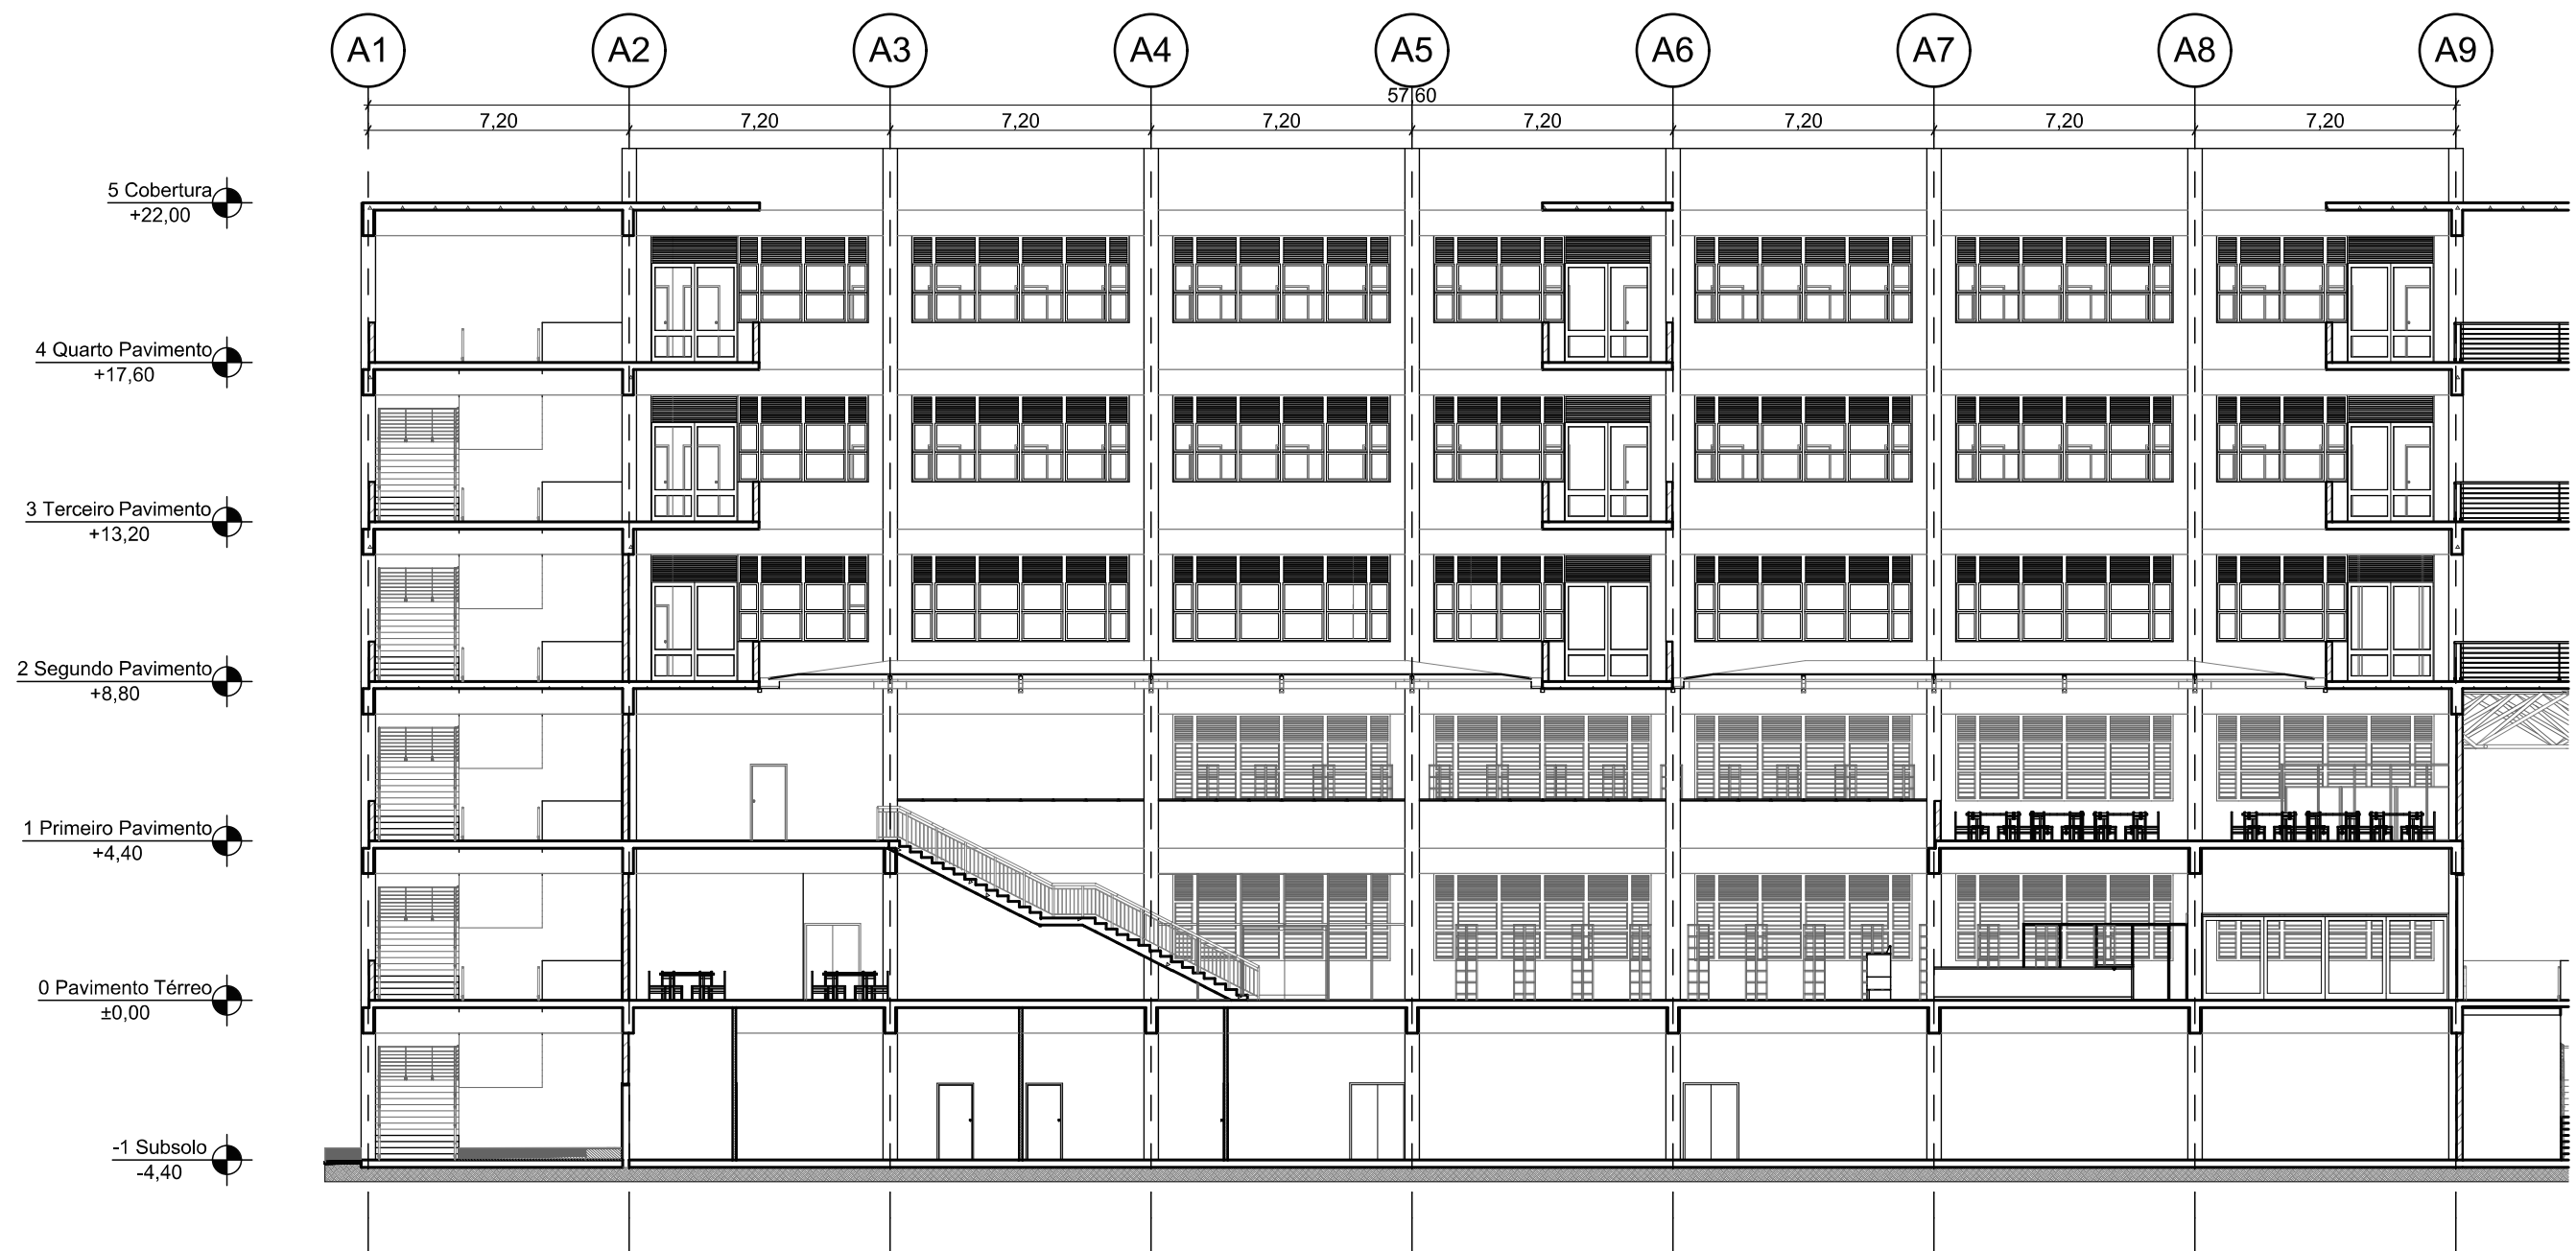 A1 A2 A3 A4 A5 A6 A7 A8 A9
57,60
7,20 7,20 7,20 7,20 7,20 7,20 7,20 7,20
5 Cobertura
+22,00
4 Quarto Pavimento
+17,60
3 Terceiro Pavimento
+13,20
2 Segundo Pavimento
+8,80
1 Primeiro Pavimento
+4,40
0 Pavimento Térreo
±0,00
-1 Subsolo
-4,40